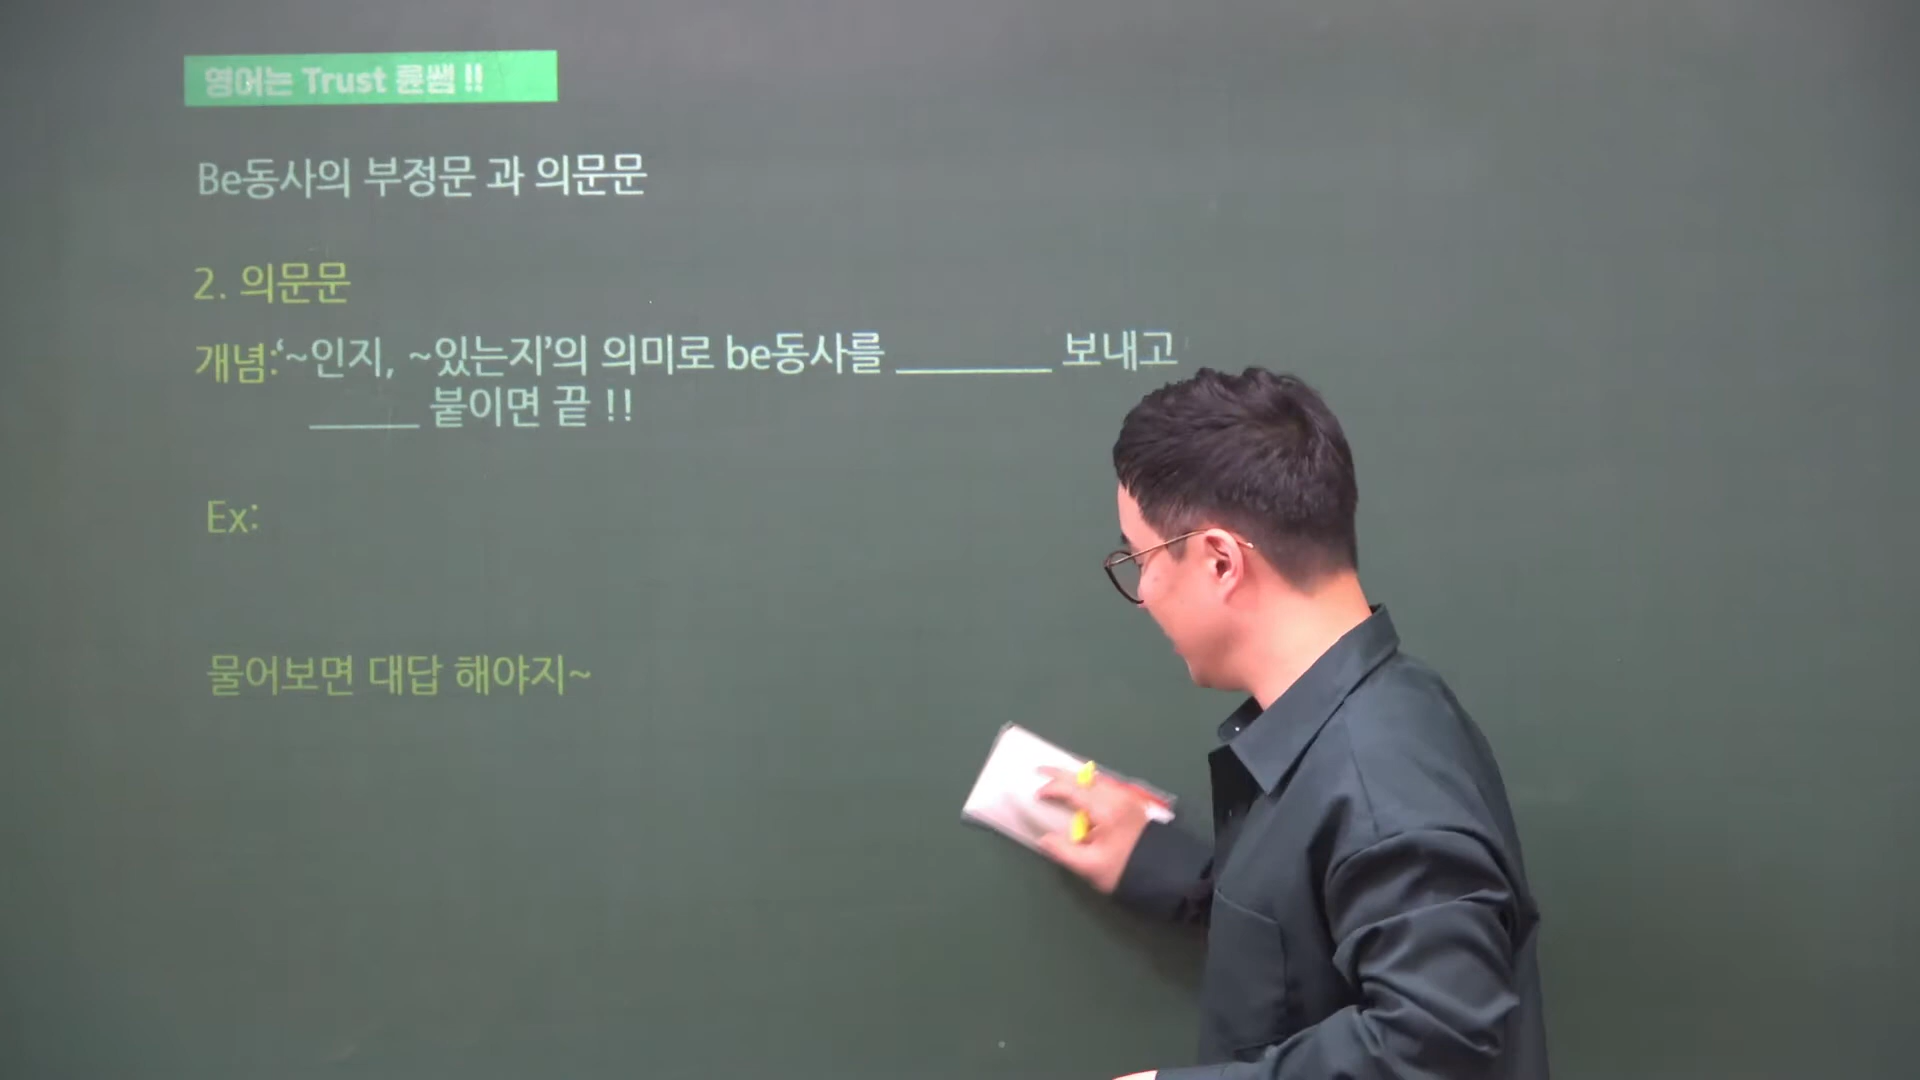 영어는 Trust 륜쌤 !!
Be동사의 부정문 과 의문문
2. 의문문
개념:‘~인지, ~있는지’의 의미로 be동사를 _______ 보내고
_____ 붙이면 끝 !!
Ex:
물어보면 대답 해야지~